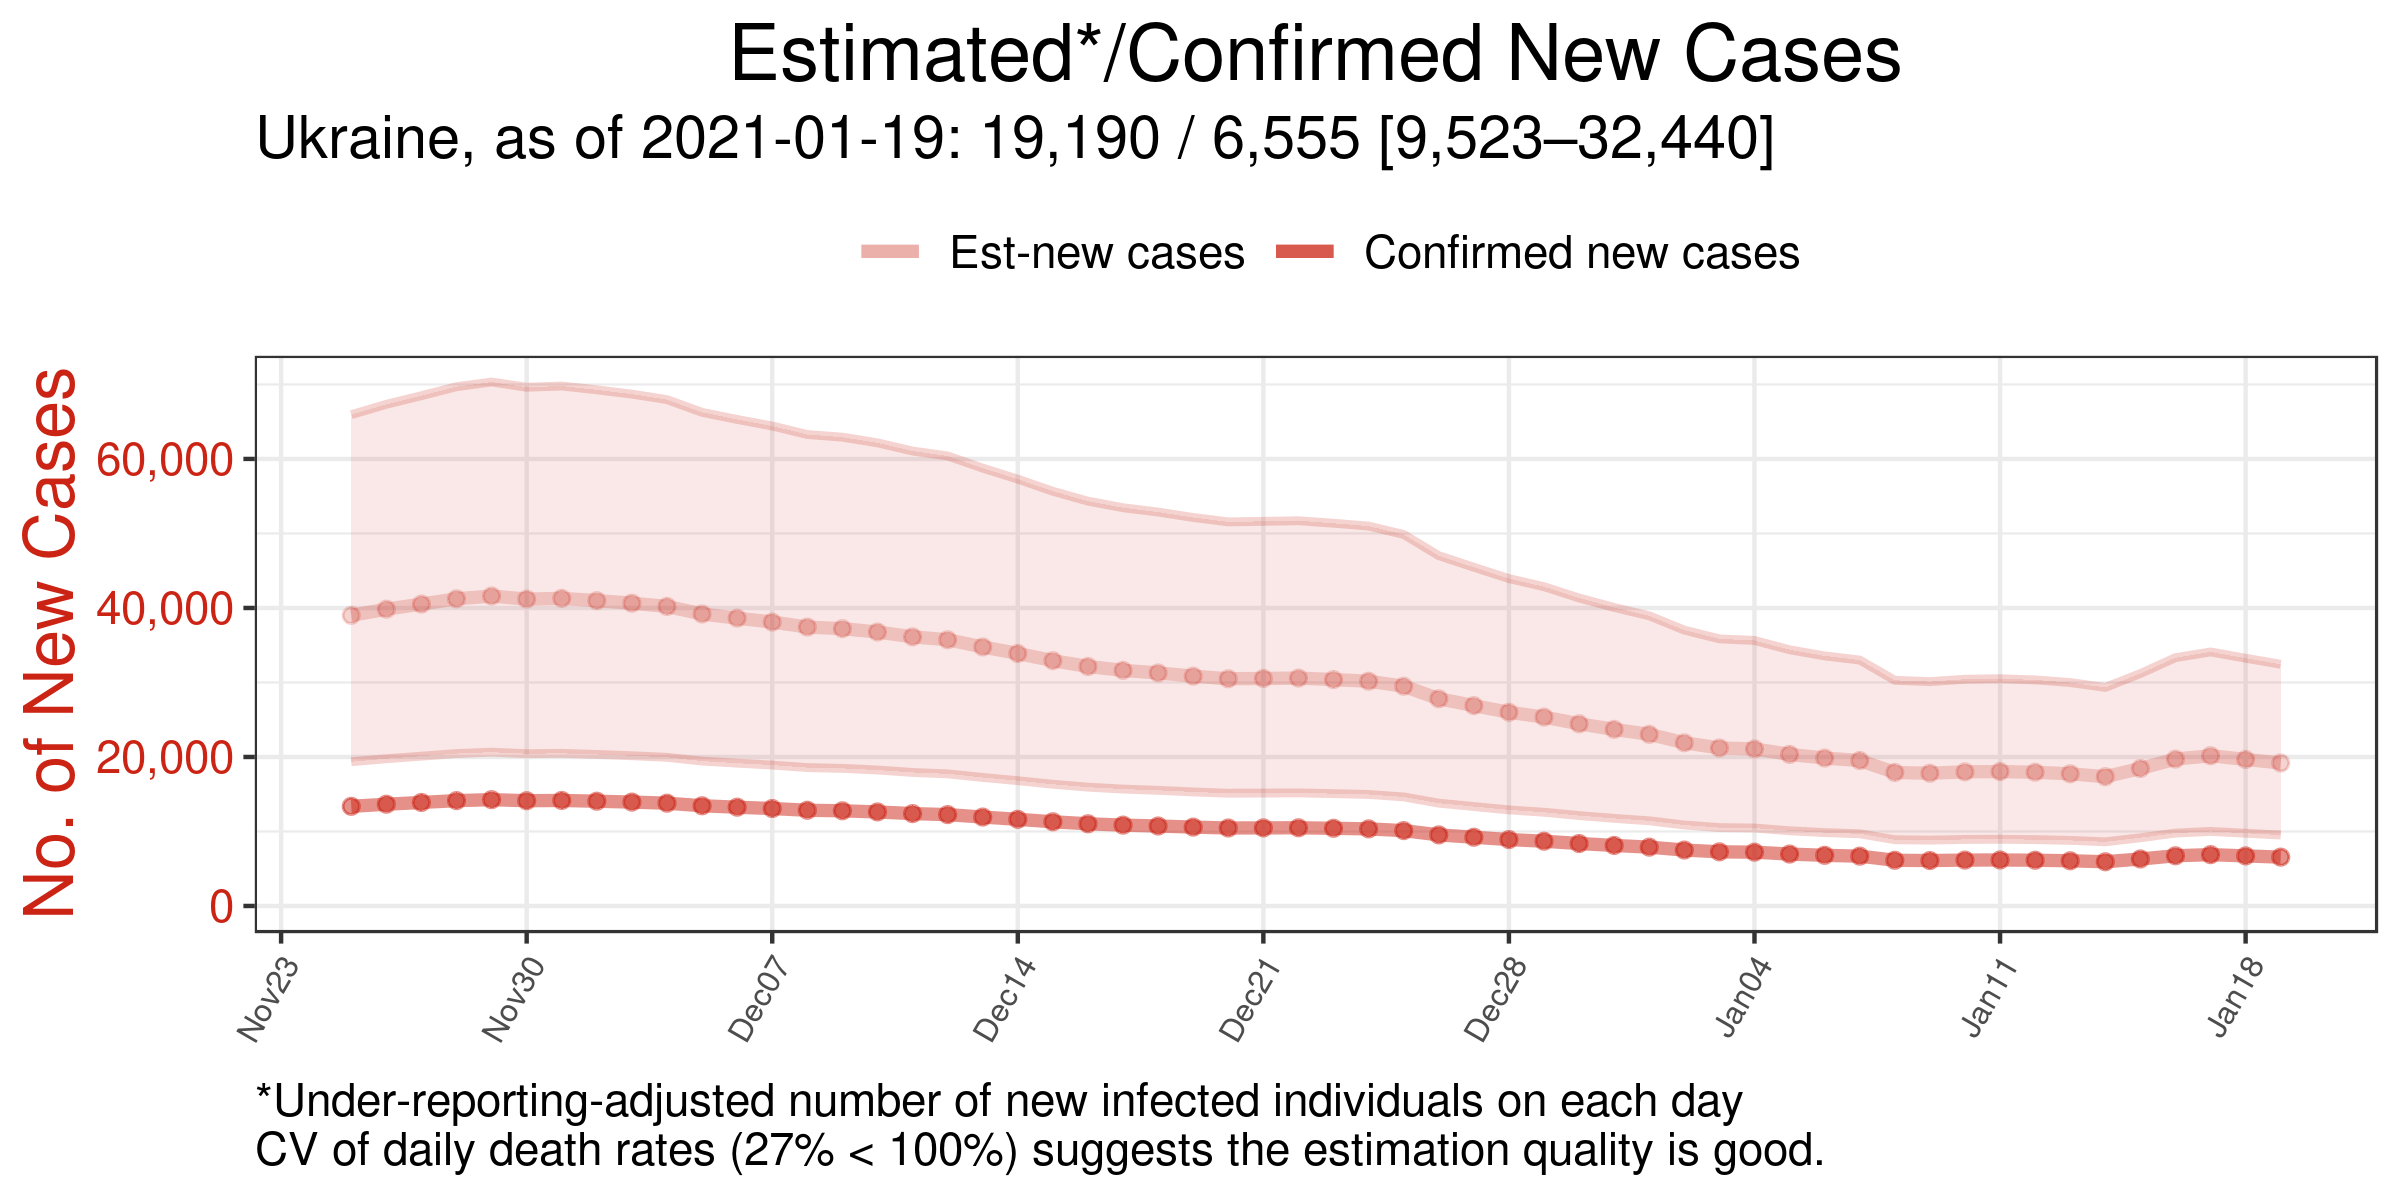 Estimated*/Confirmed New Cases
Ukraine, as of 2021-01-19: 19,190 / 6,555 [9,523–32,440]
Est-new cases
Confirmed new cases
No. of New Cases
60,000
40,000
20,000
0
Nov23
Nov30
Dec07
Dec14
Dec21
Dec28
Jan04
Jan11
Jan18
*Under-reporting-adjusted number of new infected individuals on each day
CV of daily death rates (27% < 100%) suggests the estimation quality is good.